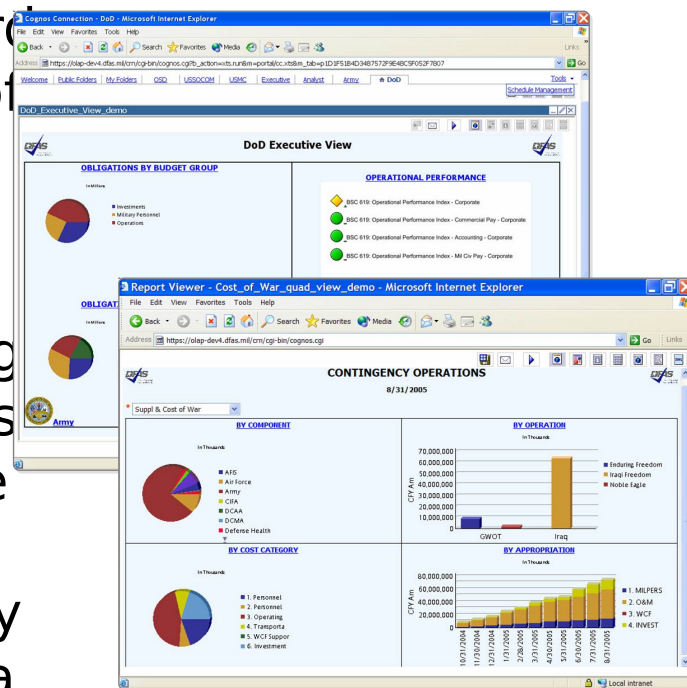 Cognos Connection - DoD - Microsoft Internet Explorer
File Edit View Favorites Tools Help
Back Search Favorites Media Links
Address https://olap-dev4.dfas.mil/crn/cgi-bin/cognos.cgi?b_action=xts.run&m=portal/cc.xts&m_tab=p1D1F51B4D3487572F9E4BC5F052F7807 Go
Welcome Public Folders My Folders OSD USSOCOM USMC Executive Analyst Army DoD Tools
Schedule Management
DoD_Executive_View_demo
DFAS DoD Executive View DFAS
OBLIGATIONS BY BUDGET GROUP
In Millions
Investments
Military Personnel
Operations
OPERATIONAL PERFORMANCE
BSC 619: Operational Performance Index - Corporate
BSC 619: Operational Performance Index - Commercial Pay - Corporate
BSC 619: Operational Performance Index - Accounting - Corporate
BSC 619: Operational Performance Index - Mil Civ Pay - Corporate
OBLIGAT
In Millions
Army
Report Viewer - Cost_of_War_quad_view_demo - Microsoft Internet Explorer
File Edit View Favorites Tools Help
Back Search Favorites Media
Address https://olap-dev4.dfas.mil/crn/cgi-bin/cognos.cgi Go Links
DFAS CONTINGENCY OPERATIONS DFAS
8/31/2005
* Suppl & Cost of War
BY COMPONENT
In Thousands
AFIS
Air Force
Army
CIFA
DCAA
DCMA
Defense Health
BY OPERATION
In Thousands
CFY Am
70,000,000
60,000,000
50,000,000
40,000,000
30,000,000
20,000,000
10,000,000
0
GWOT Iraq
Enduring Freedom
Iraqi Freedom
Noble Eagle
BY COST CATEGORY
In Thousands
1. Personnel
2. Personnel
3. Operating
4. Transporta
5. WCF Suppor
6. Investment
BY APPROPRIATION
In Thousands
CFY Am
80,000,000
60,000,000
40,000,000
20,000,000
0
10/31/2004
11/30/2004
12/31/2004
1/31/2005
2/28/2005
3/31/2005
4/30/2005
5/31/2005
6/30/2005
7/31/2005
8/31/2005
1. MILPERS
2. O&M
3. WCF
4. INVEST
Local intranet